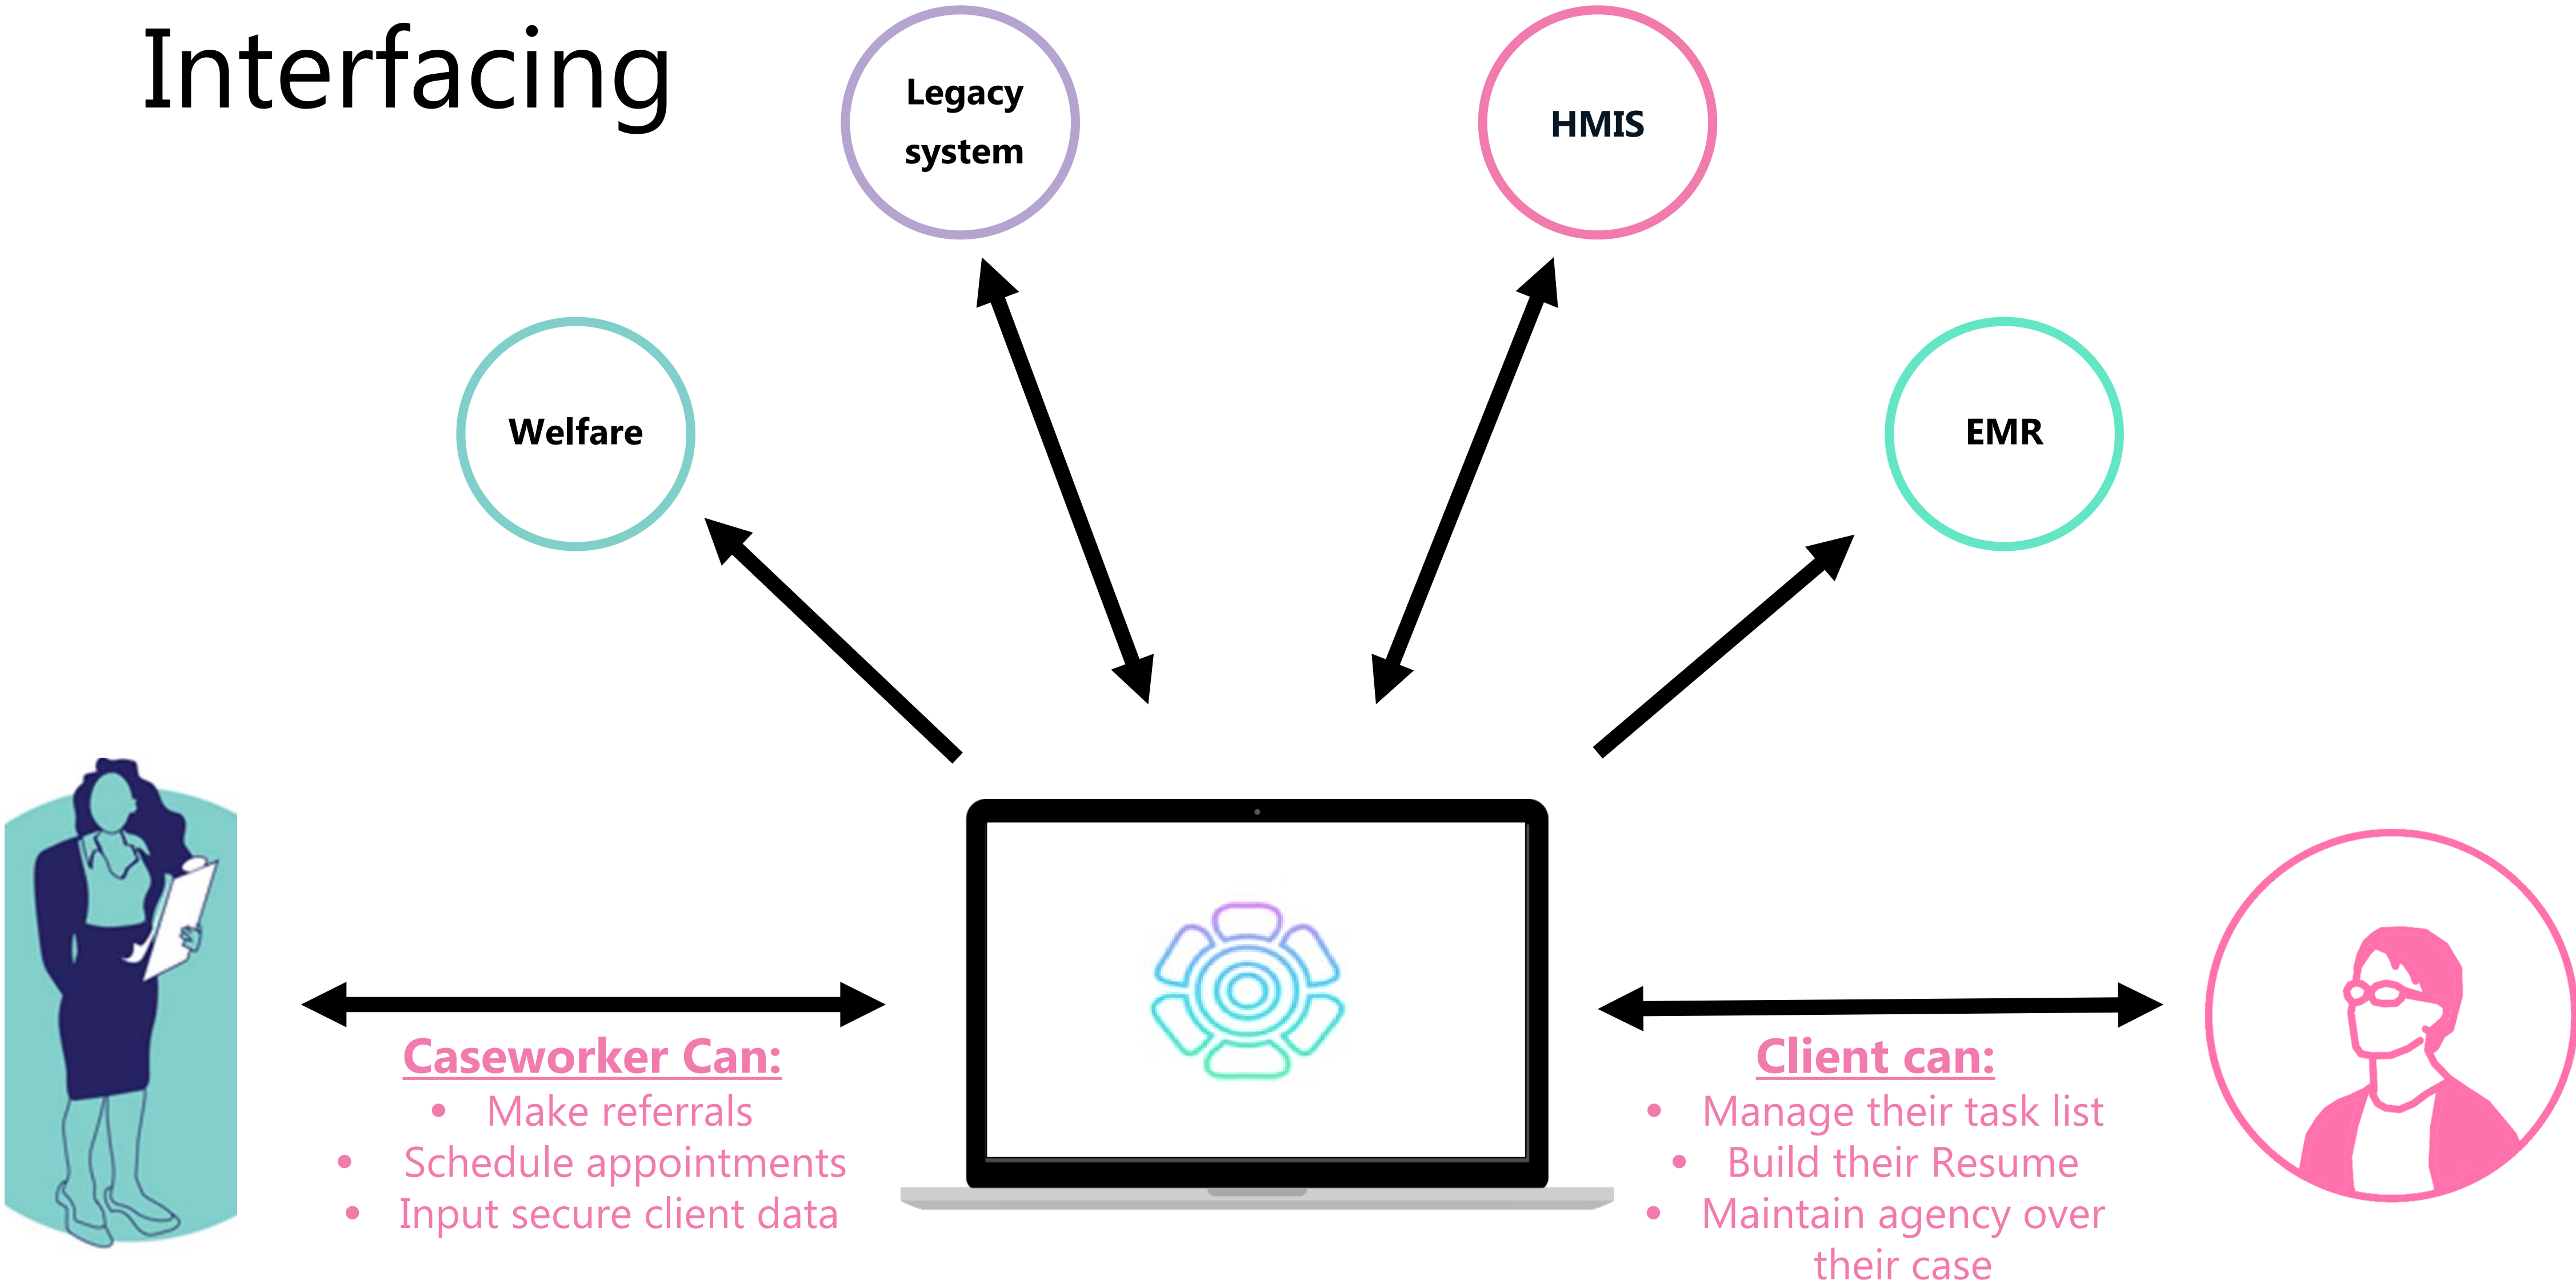 Interfacing
Legacy
system
HMIS
Welfare
EMR
Caseworker Can:
• Make referrals
• Schedule appointments
• Input secure client data
Client can:
• Manage their task list
• Build their Resume
• Maintain agency over
their case